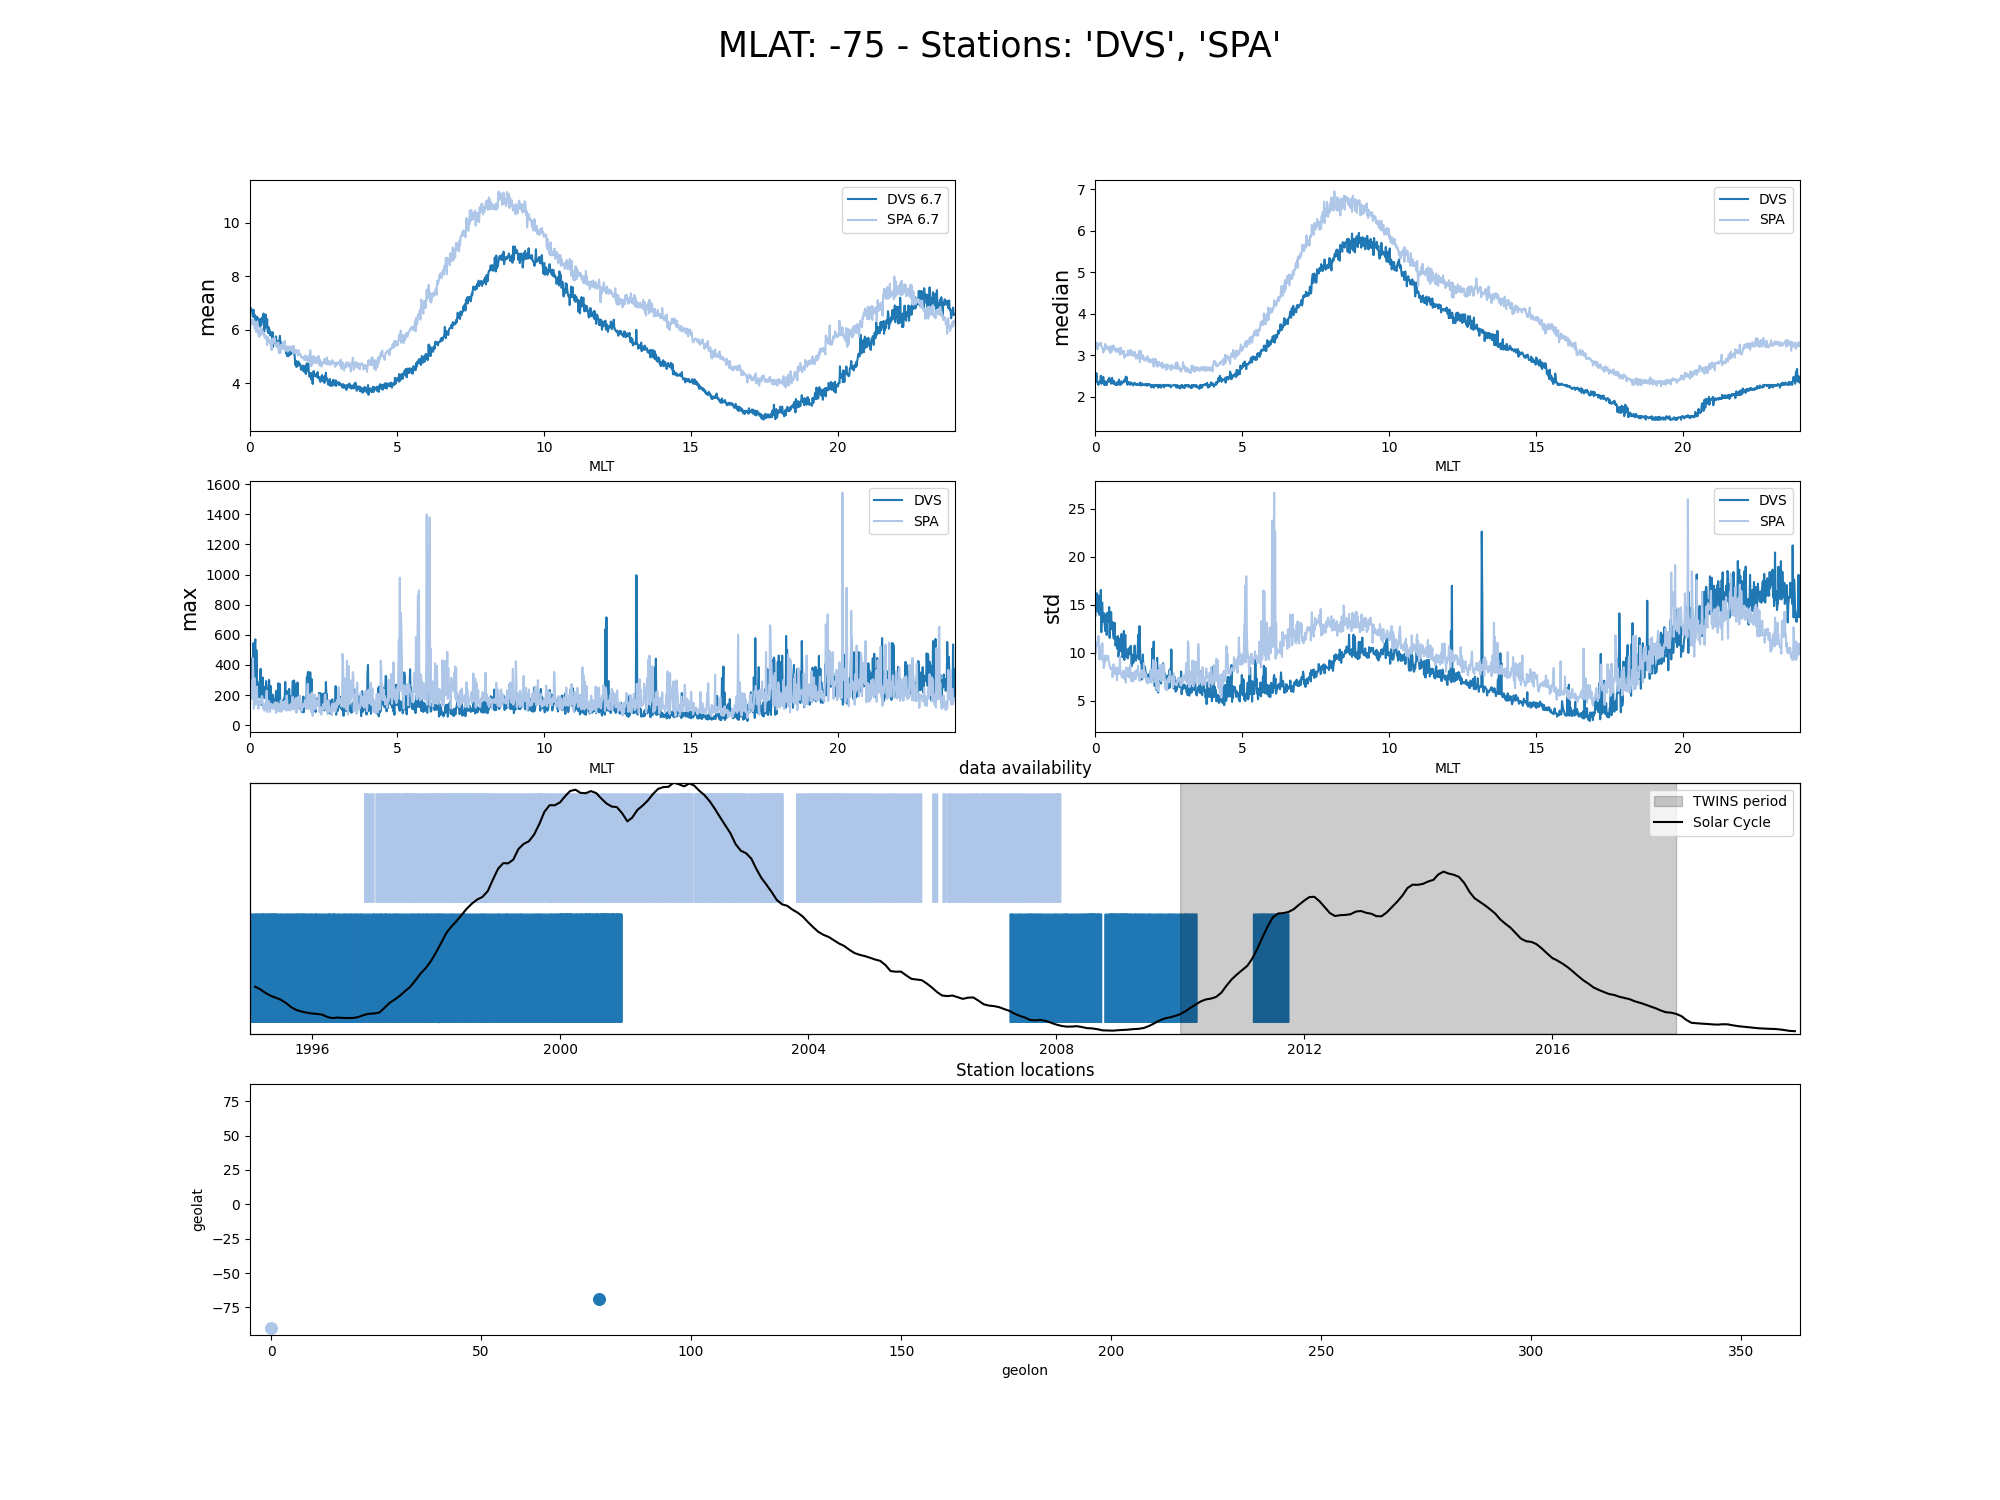 MLAT: -75 - Stations: 'DVS', 'SPA'
mean
10
8
6
4
DVS 6.7
SPA 6.7
0 5 10 15 20
MLT
median
7
6
5
4
3
2
DVS
SPA
0 5 10 15 20
MLT
max
1600
1400
1200
1000
800
600
400
200
0
DVS
SPA
0 5 10 15 20
MLT
std
25
20
15
10
5
DVS
SPA
0 5 10 15 20
MLT
data availability
TWINS period
Solar Cycle
1996 2000 2004 2008 2012 2016
Station locations
geolat
75
50
25
0
−25
−50
−75
0 50 100 150 200 250 300 350
geolon